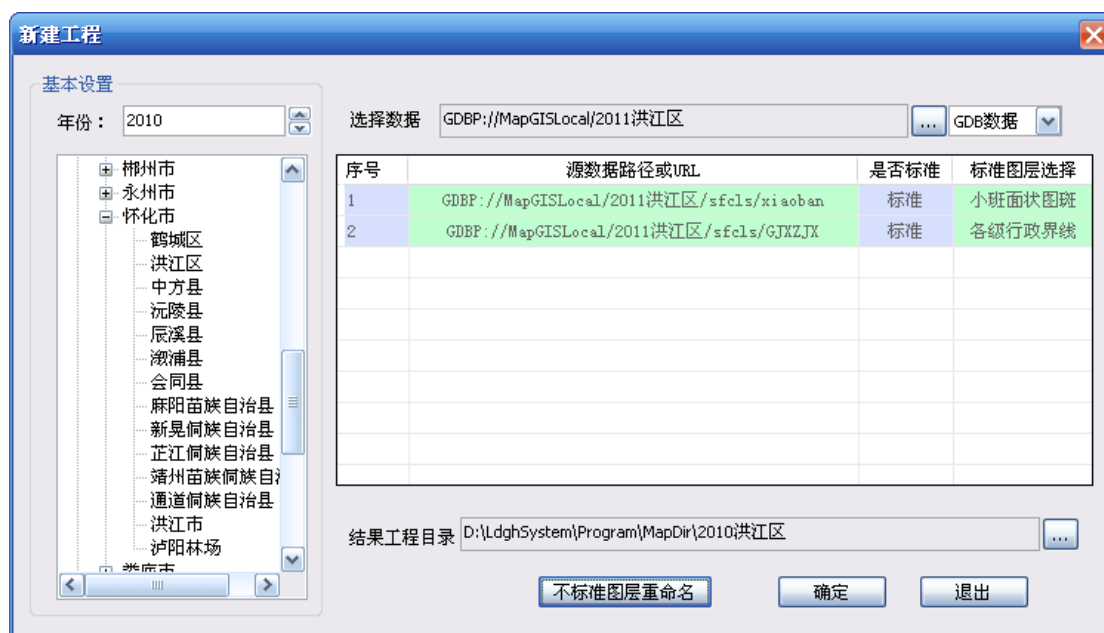 新建工程
基本设置
年份： 2010
选择数据 GDBP://MapGISLocal/2011洪江区 ... GDB数据
郴州市
永州市
怀化市
鹤城区
洪江区
中方县
沅陵县
辰溪县
溆浦县
会同县
麻阳苗族自治县
新晃侗族自治县
芷江侗族自治县
靖州苗族侗族自
通道侗族自治县
洪江市
泸阳林场
娄底市
序号 源数据路径或URL 是否标准 标准图层选择
1 GDBP://MapGISLocal/2011洪江区/sfcls/xiaoban 标准 小班面状图斑
2 GDBP://MapGISLocal/2011洪江区/sfcls/GJXZJX 标准 各级行政界线
结果工程目录 D:\LdghSystem\Program\MapDir\2010洪江区 ...
不标准图层重命名 确定 退出